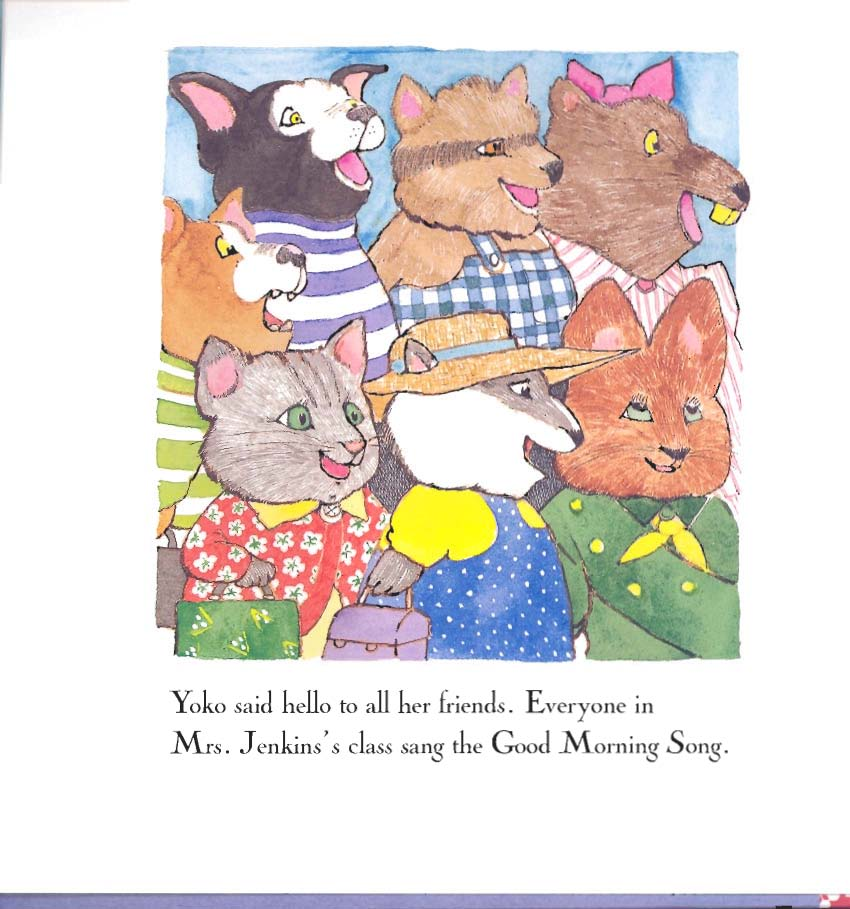 Yoko said hello to all her friends. Everyone in
Mrs. Jenkins's class sang the Good Morning Song.